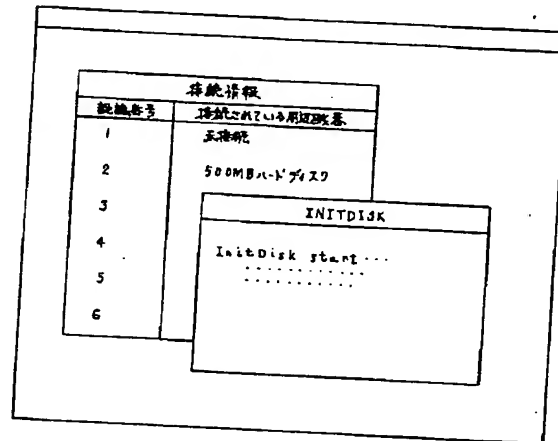 接続情報
機器番号 接続されている周辺機器
1 未接続
2 500MBハードディスク
3
4
5
6
INITDISK
InitDisk start ...
...........
...........